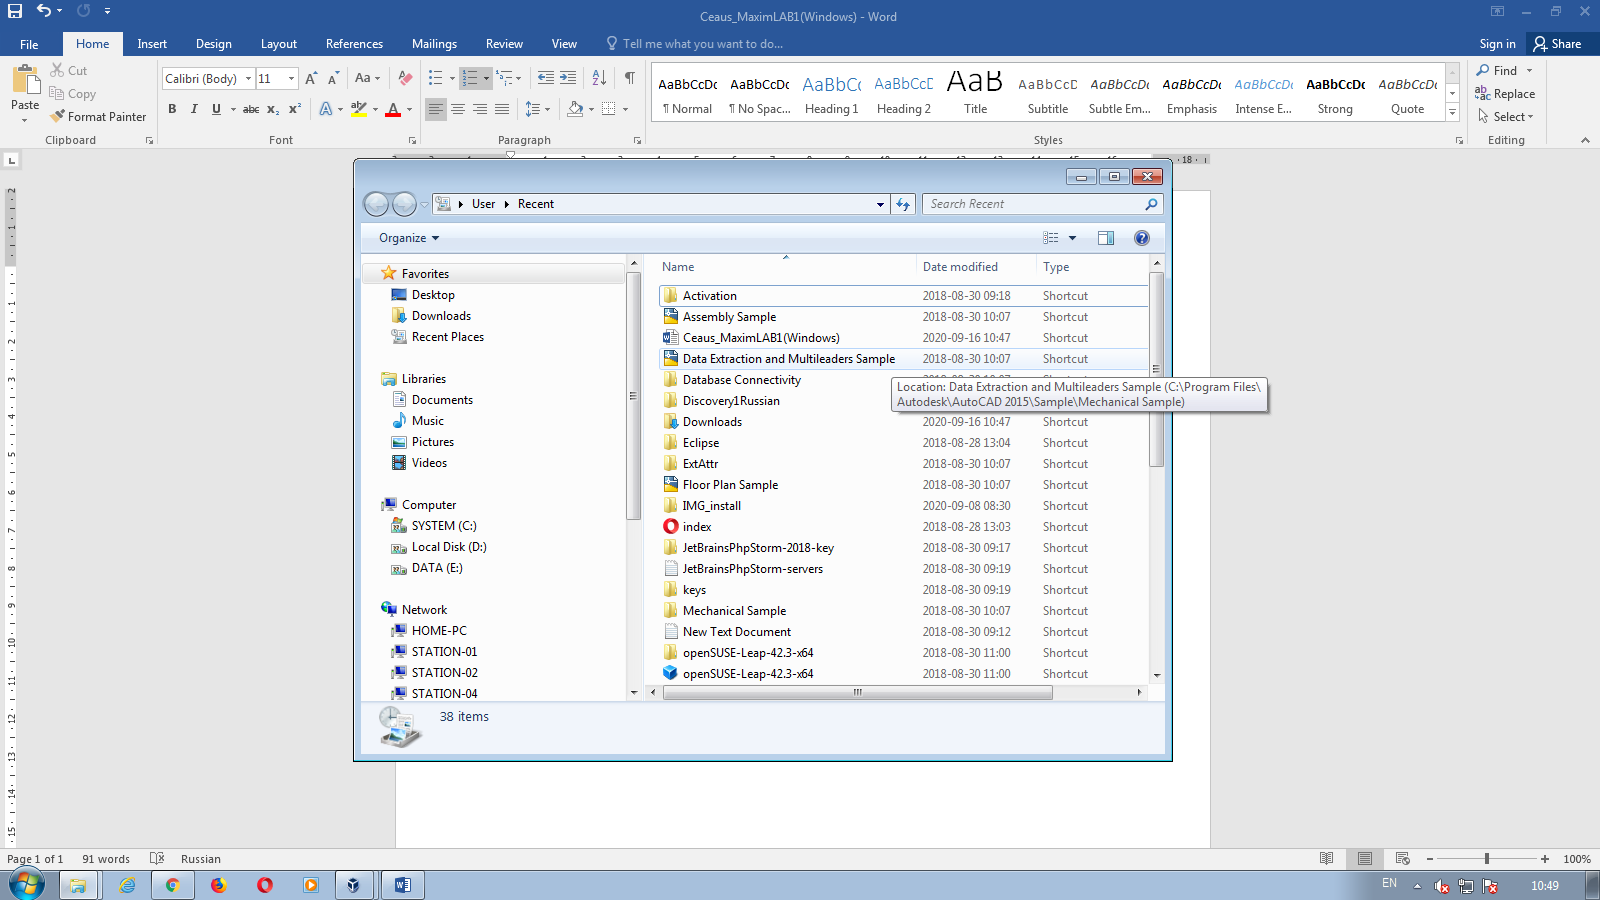 Ceaus_MaximLAB1(Windows) - Word
File Home Insert Design Layout References Mailings Review View Tell me what you want to do... Sign in Share
Paste
Cut
Copy
Format Painter
Clipboard
Calibri (Body) 11
Font
Paragraph
AaBbCcDc AaBbCcDc AaBbCc AaBbCcD AaB AaBbCcD AaBbCcDc AaBbCcDc AaBbCcDc AaBbCcDc AaBbCcDc
¶ Normal ¶ No Spac... Heading 1 Heading 2 Title Subtitle Subtle Em... Emphasis Intense E... Strong Quote
Styles
Find
Replace
Select
Editing
User Recent
Search Recent
Organize
Favorites
Desktop
Downloads
Recent Places
Libraries
Documents
Music
Pictures
Videos
Computer
SYSTEM (C:)
Local Disk (D:)
DATA (E:)
Network
HOME-PC
STATION-01
STATION-02
STATION-04
Name Date modified Type
Activation 2018-08-30 09:18 Shortcut
Assembly Sample 2018-08-30 10:07 Shortcut
Ceaus_MaximLAB1(Windows) 2020-09-16 10:47 Shortcut
Data Extraction and Multileaders Sample 2018-08-30 10:07 Shortcut
Database Connectivity
Discovery1Russian
Location: Data Extraction and Multileaders Sample (C:\Program Files\
Autodesk\AutoCAD 2015\Sample\Mechanical Sample)
Downloads 2020-09-16 10:47 Shortcut
Eclipse 2018-08-28 13:04 Shortcut
ExtAttr 2018-08-30 10:07 Shortcut
Floor Plan Sample 2018-08-30 10:07 Shortcut
IMG_install 2020-09-08 08:30 Shortcut
index 2018-08-28 13:03 Shortcut
JetBrainsPhpStorm-2018-key 2018-08-30 09:17 Shortcut
JetBrainsPhpStorm-servers 2018-08-30 09:19 Shortcut
keys 2018-08-30 09:19 Shortcut
Mechanical Sample 2018-08-30 10:07 Shortcut
New Text Document 2018-08-30 09:12 Shortcut
openSUSE-Leap-42.3-x64 2018-08-30 11:00 Shortcut
openSUSE-Leap-42.3-x64 2018-08-30 11:00 Shortcut
38 items
Page 1 of 1 91 words Russian 100%
EN 10:49